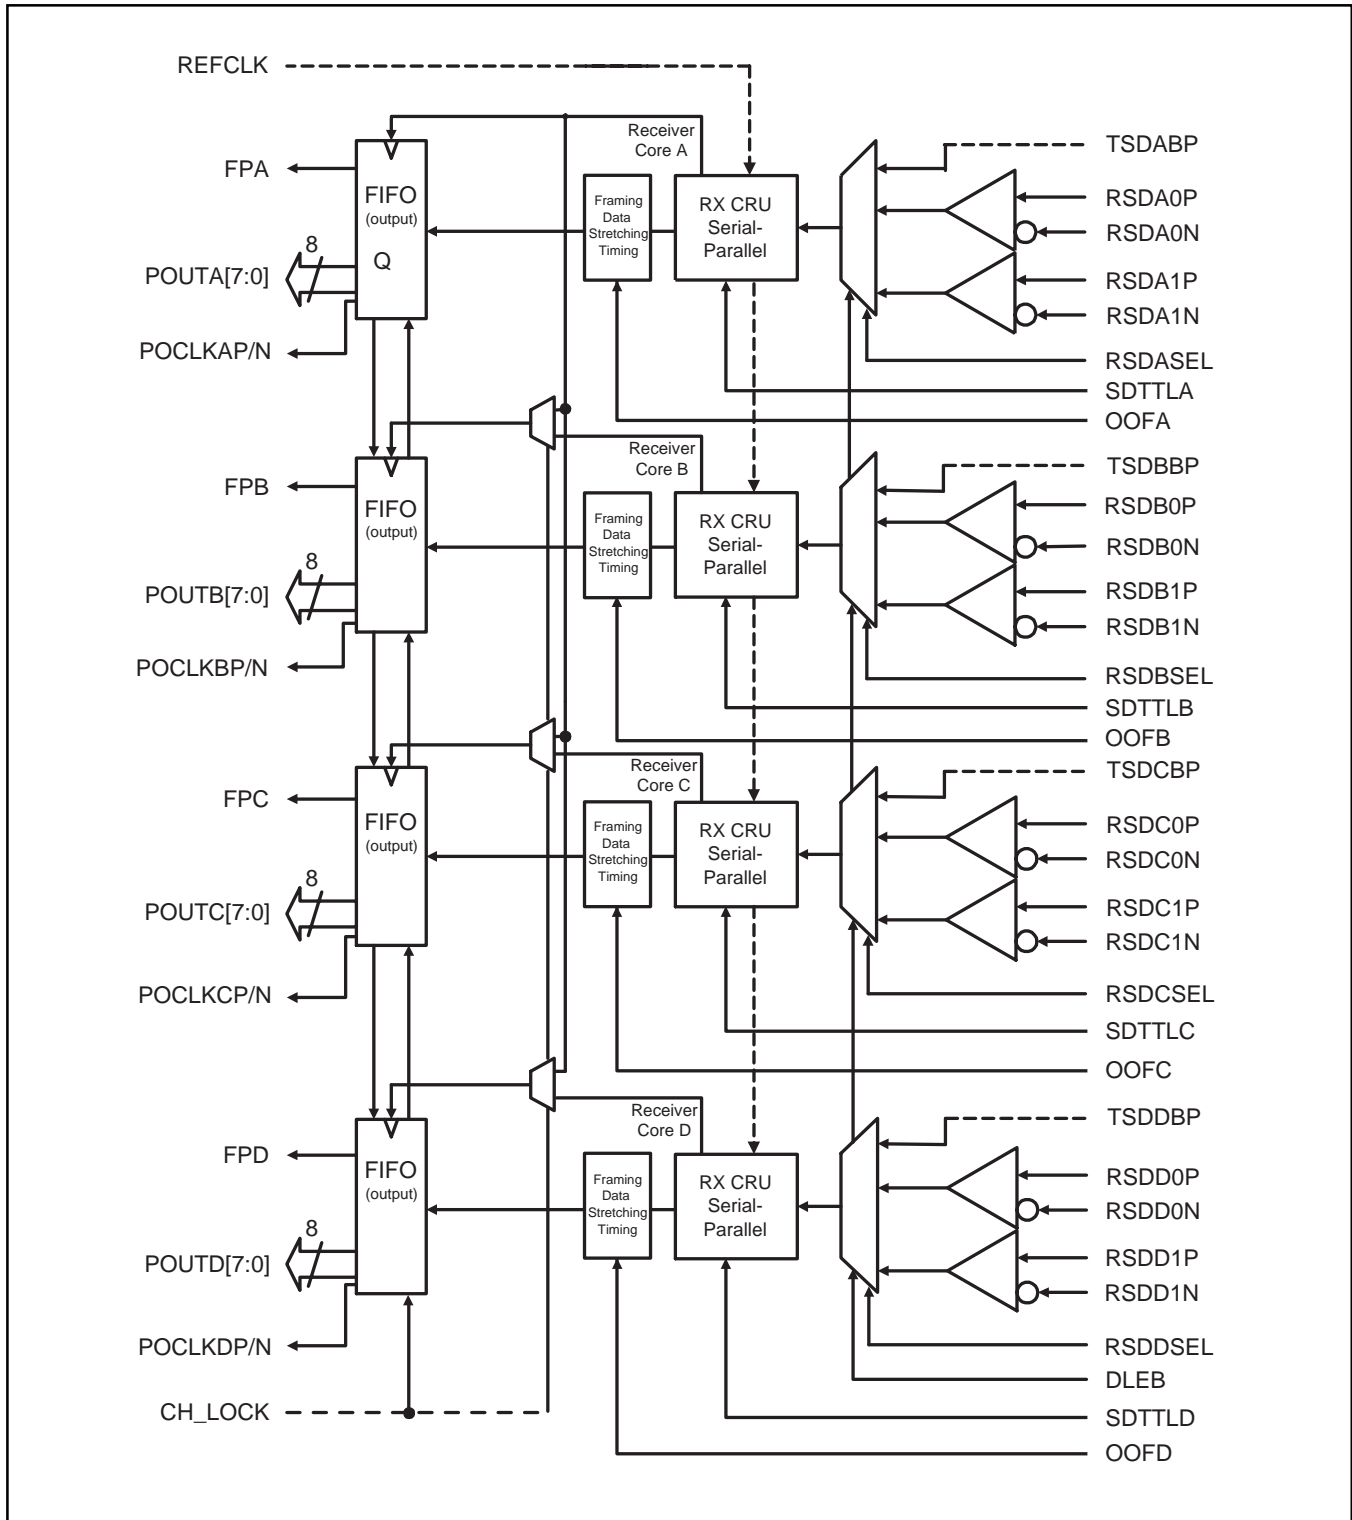 REFCLK
Receiver
Core A
TSDABP
FPA
FIFO
(output)
Q
Framing
Data
Stretching
Timing
RX CRU
Serial-
Parallel
RSDA0P
RSDA0N
8
POUTA[7:0]
RSDA1P
RSDA1N
POCLKAP/N
RSDASEL
SDTTLA
OOFA
Receiver
Core B
TSDBBP
FPB
FIFO
(output)
Framing
Data
Stretching
Timing
RX CRU
Serial-
Parallel
RSDB0P
RSDB0N
8
POUTB[7:0]
RSDB1P
RSDB1N
POCLKBP/N
RSDBSEL
SDTTLB
OOFB
Receiver
Core C
TSDCBP
FPC
FIFO
(output)
Framing
Data
Stretching
Timing
RX CRU
Serial-
Parallel
RSDC0P
RSDC0N
8
POUTC[7:0]
RSDC1P
RSDC1N
POCLKCP/N
RSDCSEL
SDTTLC
OOFC
Receiver
Core D
TSDDBP
FPD
FIFO
(output)
Framing
Data
Stretching
Timing
RX CRU
Serial-
Parallel
RSDD0P
RSDD0N
8
POUTD[7:0]
RSDD1P
RSDD1N
POCLKDP/N
RSDDSEL
DLEB
CH_LOCK
SDTTLD
OOFD